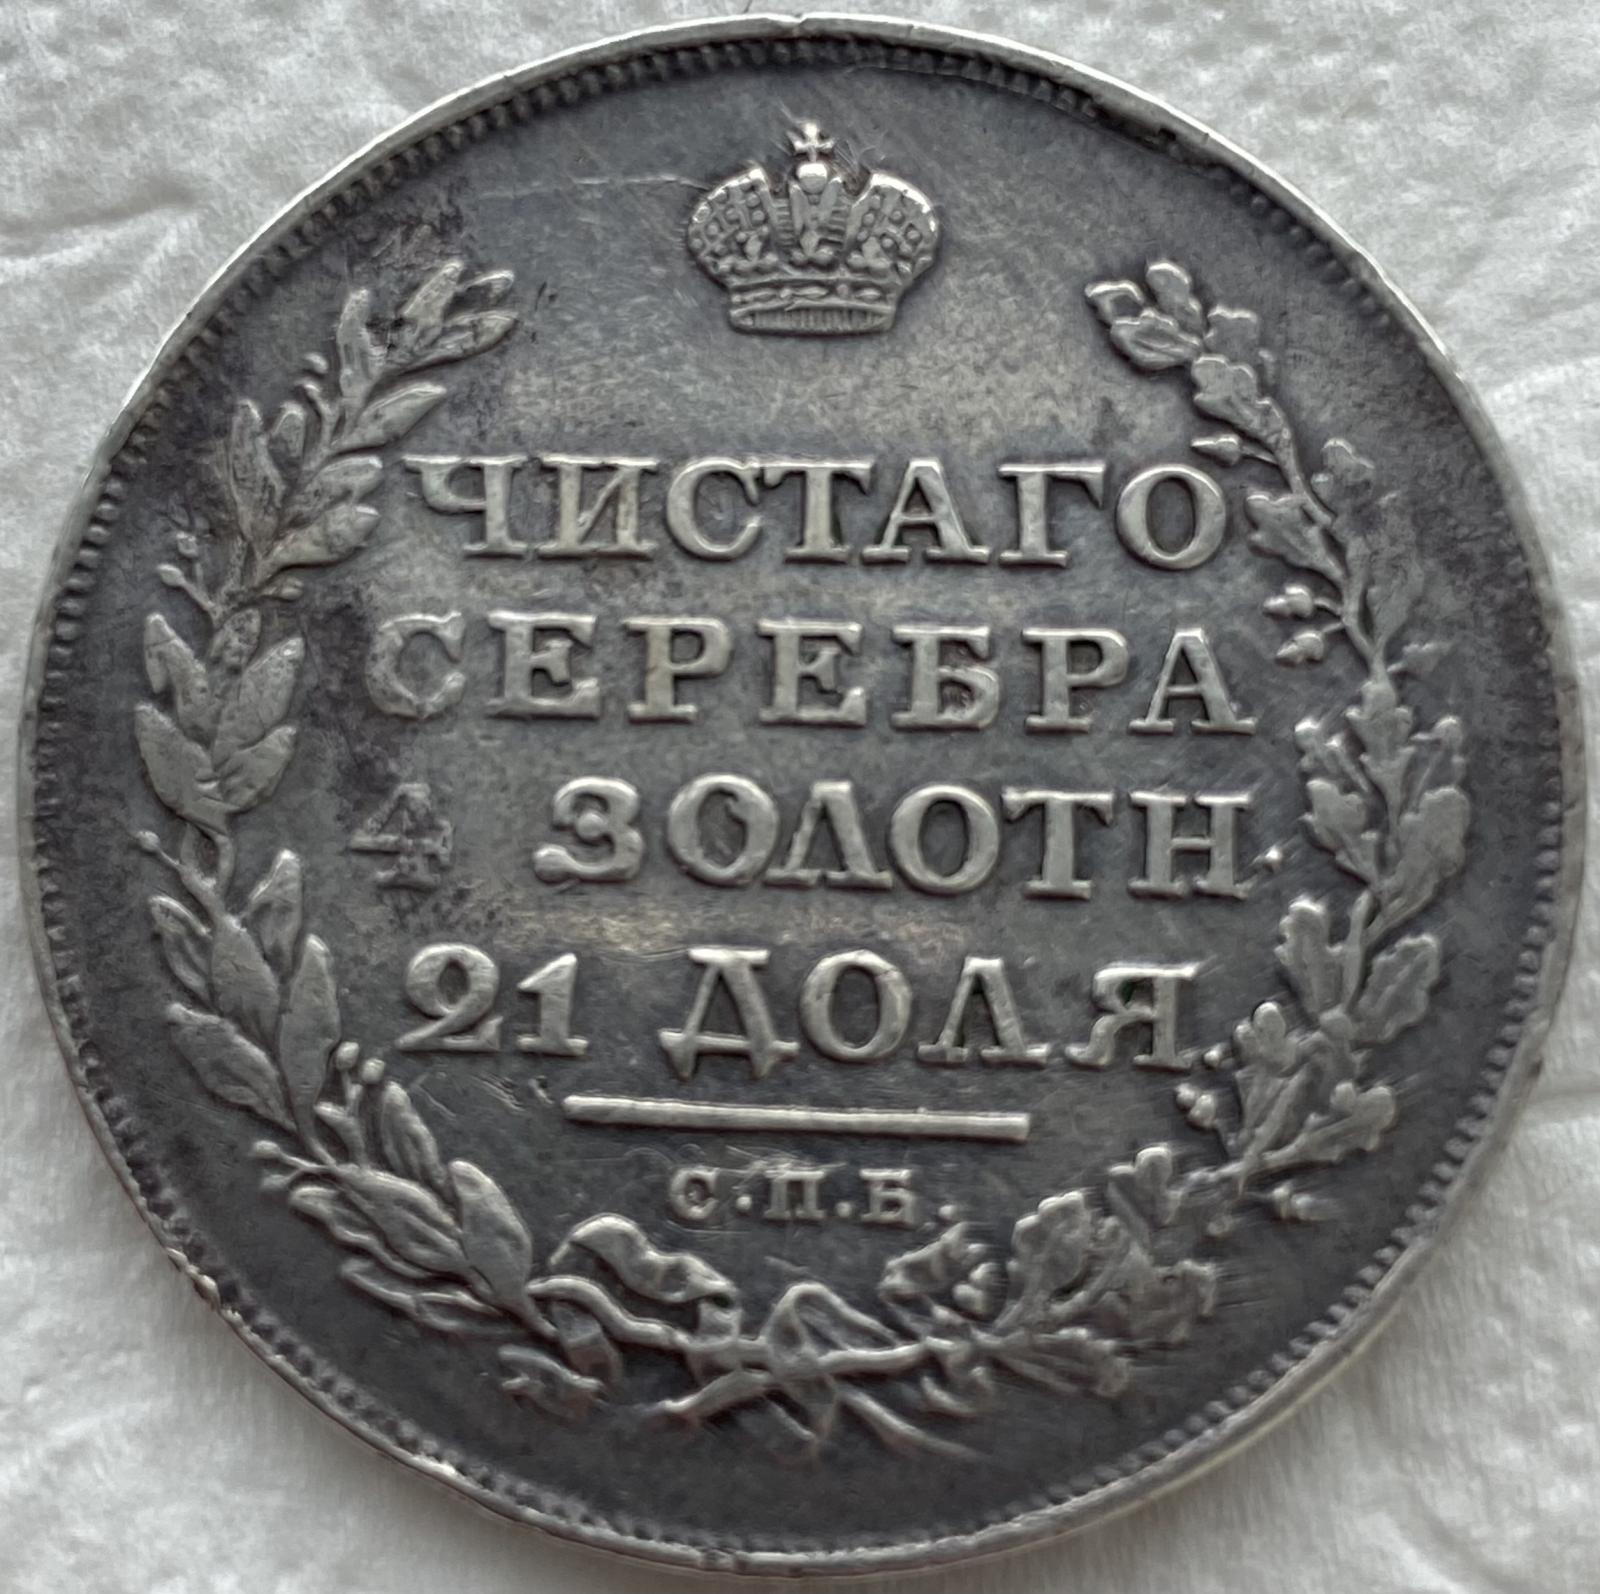 ЧИСТАГО
СЕРЕБРА
4 ЗОЛОТН
21 ДОЛЯ
С.П.Б.